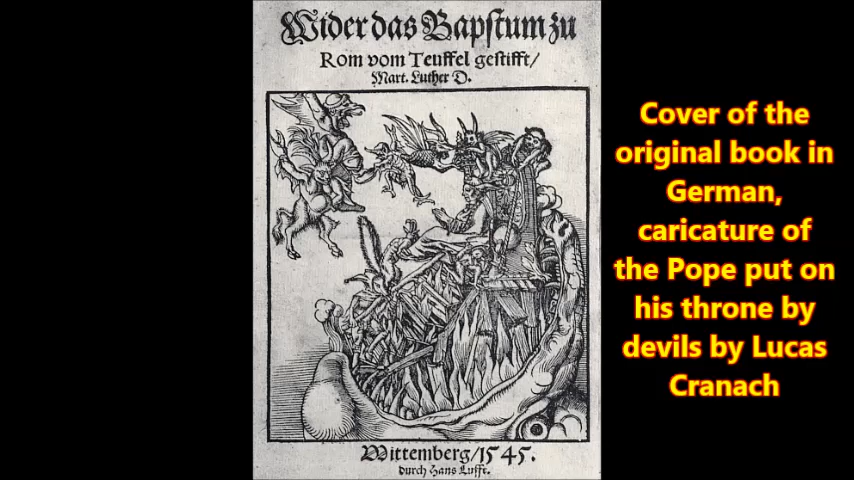 Wider das Bapstum zu
Rom vom Teuffel gestifft/
Mart. Luther D.
Wittemberg/1545.
durch Hans Lufft.
Cover of the
original book in
German,
caricature of
the Pope put on
his throne by
devils by Lucas
Cranach